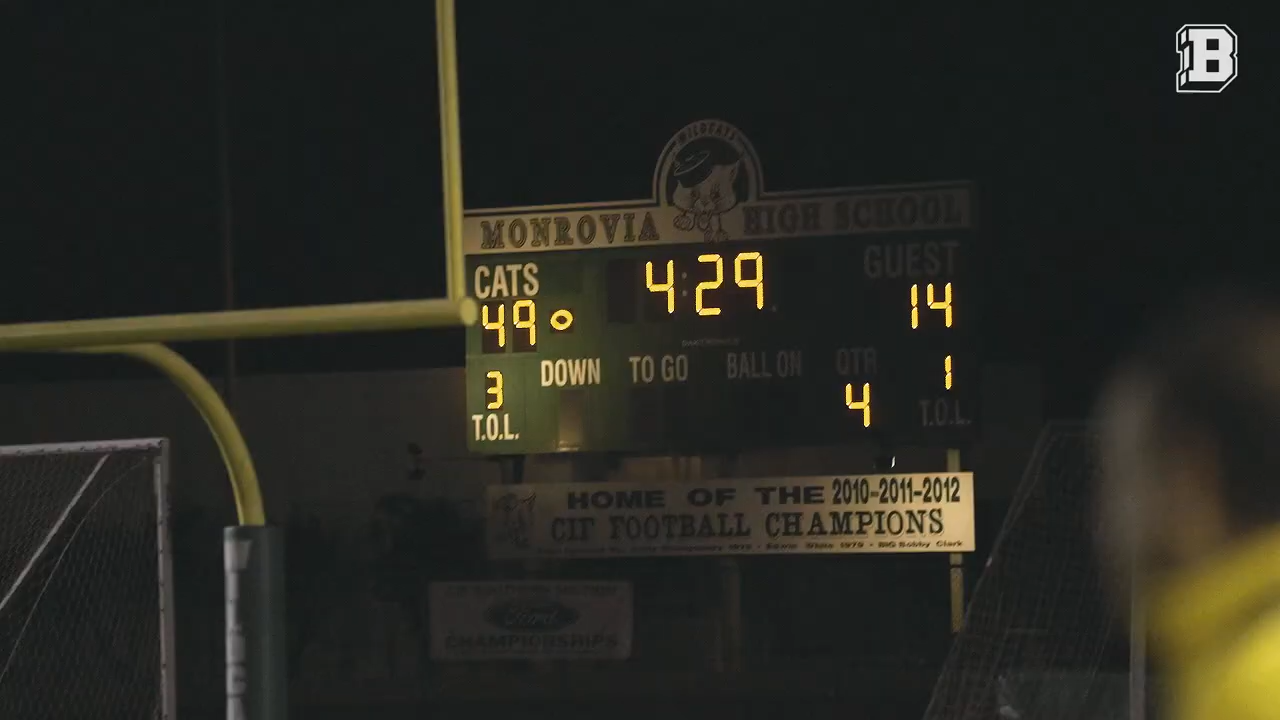 B
WILDCATS
MONROVIA HIGH SCHOOL
CATS 4:29 GUEST
49 14
DOWN TO GO BALL ON QTR
3 4 1
T.O.L. T.O.L.
HOME OF THE 2010-2011-2012
CIF FOOTBALL CHAMPIONS
Ford
CHAMPIONSHIPS